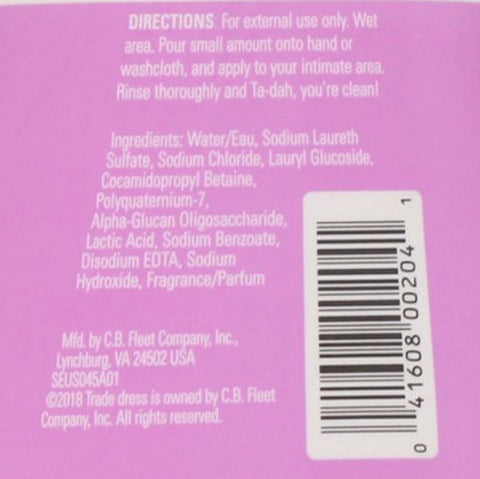 DIRECTIONS: For external use only. Wet
area. Pour small amount onto hand or
washcloth, and apply to your intimate area.
Rinse thoroughly and Ta-dah, you're clean!
Ingredients: Water/Eau, Sodium Laureth
Sulfate, Sodium Chloride, Lauryl Glucoside,
Cocamidopropyl Betaine,
Polyquaternium-7,
Alpha-Glucan Oligosaccharide,
Lactic Acid, Sodium Benzoate,
Disodium EDTA, Sodium
Hydroxide, Fragrance/Parfum
Mfd. by C.B. Fleet Company, Inc.,
Lynchburg, VA 24502 USA
SEUS045A01
©2018 Trade dress is owned by C.B. Fleet
Company, Inc. All rights reserved.
0 41608 00204 1